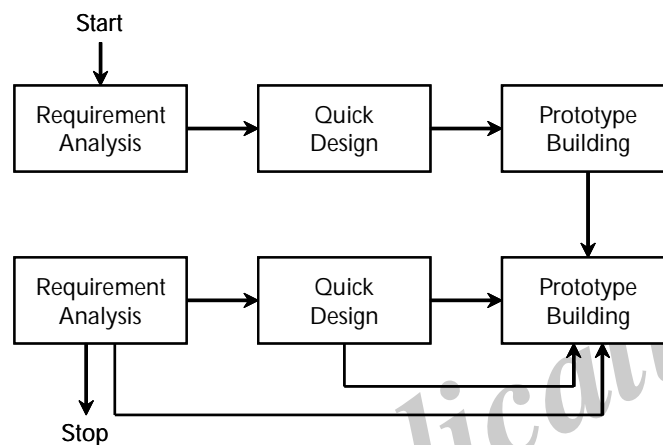 Start
Requirement
Analysis
Quick
Design
Prototype
Building
Requirement
Analysis
Quick
Design
Prototype
Building
Stop